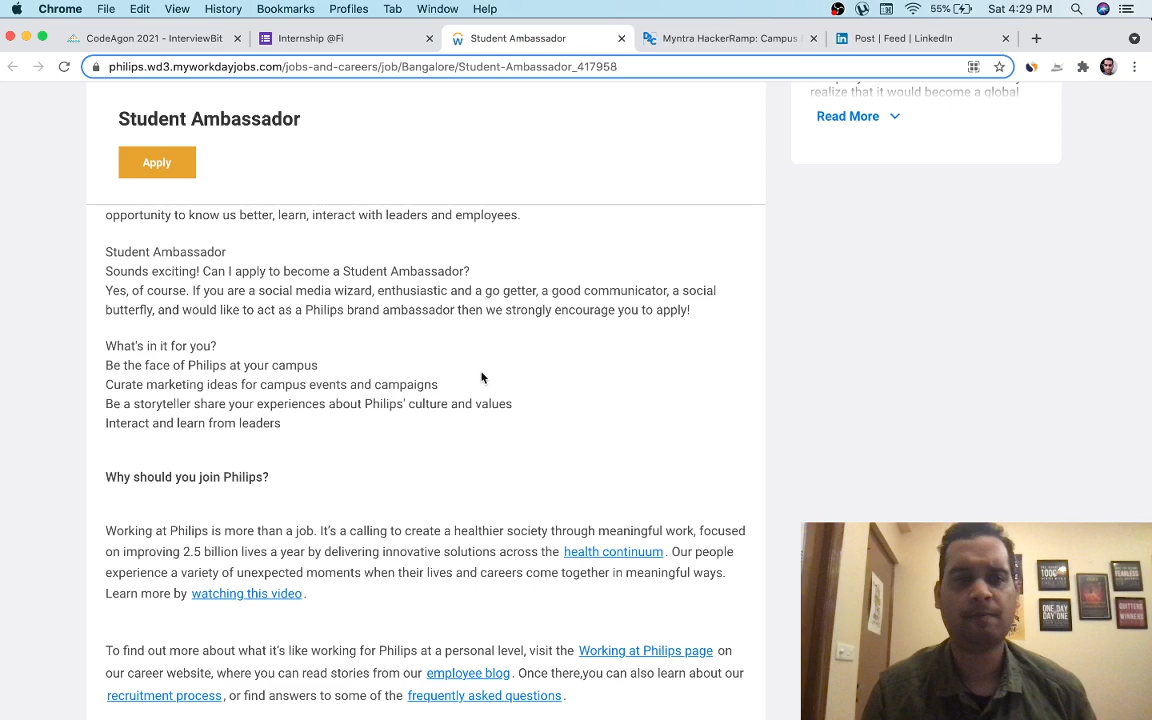 Chrome File Edit View History Bookmarks Profiles Tab Window Help 55% Sat 4:29 PM
CodeAgon 2021 - InterviewBit Internship @Fi Student Ambassador Myntra HackerRamp: Campus Post | Feed | LinkedIn
philips.wd3.myworkdayjobs.com/jobs-and-careers/job/Bangalore/Student-Ambassador_417958
realize that it would become a global
Read More
Student Ambassador
Apply
opportunity to know us better, learn, interact with leaders and employees.
Student Ambassador
Sounds exciting! Can I apply to become a Student Ambassador?
Yes, of course. If you are a social media wizard, enthusiastic and a go getter, a good communicator, a social
butterfly, and would like to act as a Philips brand ambassador then we strongly encourage you to apply!
What's in it for you?
Be the face of Philips at your campus
Curate marketing ideas for campus events and campaigns
Be a storyteller share your experiences about Philips' culture and values
Interact and learn from leaders
Why should you join Philips?
Working at Philips is more than a job. It's a calling to create a healthier society through meaningful work, focused
on improving 2.5 billion lives a year by delivering innovative solutions across the health continuum. Our people
experience a variety of unexpected moments when their lives and careers come together in meaningful ways.
Learn more by watching this video.
To find out more about what it's like working for Philips at a personal level, visit the Working at Philips page on
our career website, where you can read stories from our employee blog. Once there,you can also learn about our
recruitment process, or find answers to some of the frequently asked questions.
1000
FEARLESS
ONE DAY
DAY ONE
QUITTERS
WINNERS